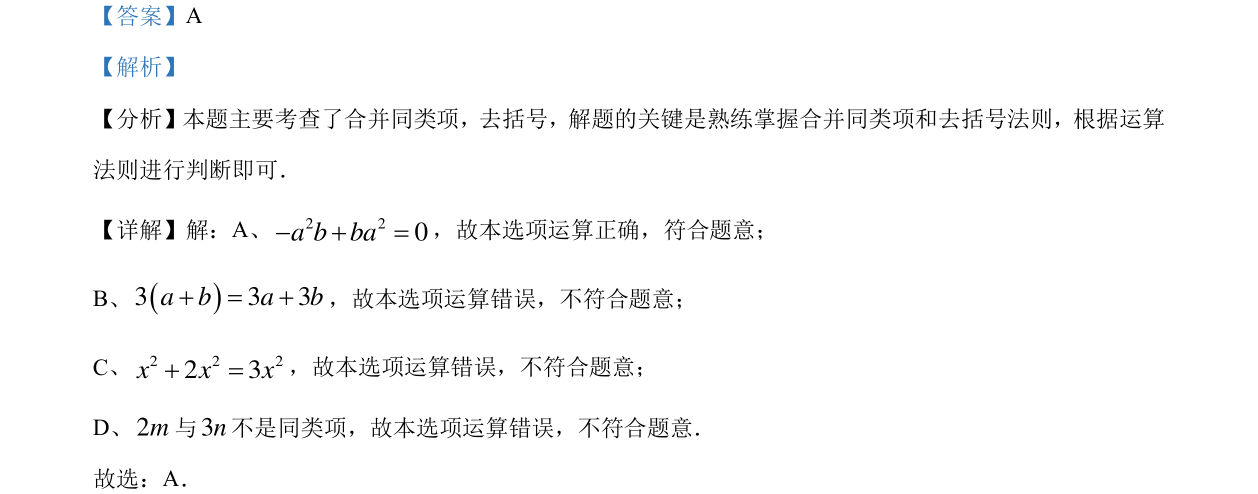 【答案】A
【解析】
【分析】本题主要考查了合并同类项，去括号，解题的关键是熟练掌握合并同类项和去括号法则，根据运算
法则进行判断即可．
【详解】解：A、−a²b+ba²=0，故本选项运算正确，符合题意；
B、3(a+b)=3a+3b，故本选项运算错误，不符合题意；
C、x²+2x²=3x²，故本选项运算错误，不符合题意；
D、2m与3n不是同类项，故本选项运算错误，不符合题意．
故选：A．